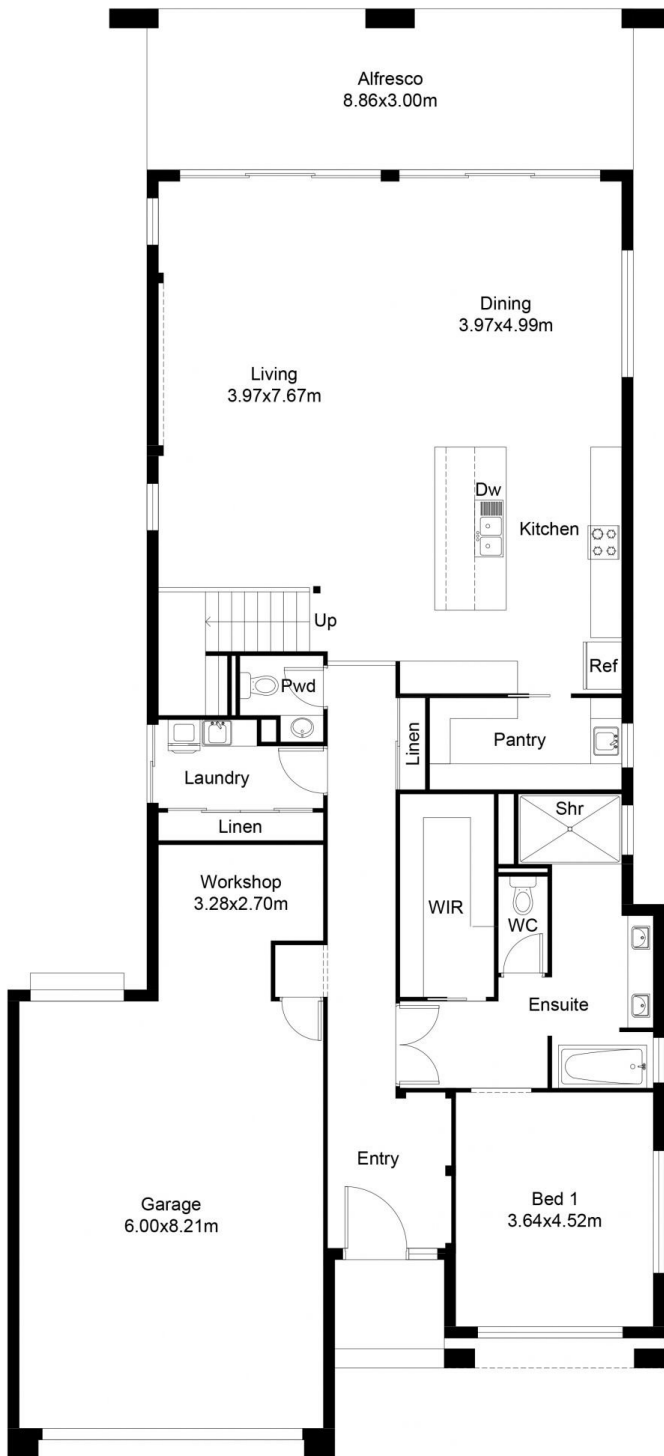 Alfresco
8.86x3.00m
Dining
3.97x4.99m
Living
3.97x7.67m
Dw
Kitchen
Up
Ref
Pwd
Linen
Pantry
Laundry
Linen
Shr
Workshop
3.28x2.70m
WIR
WC
Ensuite
Entry
Bed 1
3.64x4.52m
Garage
6.00x8.21m